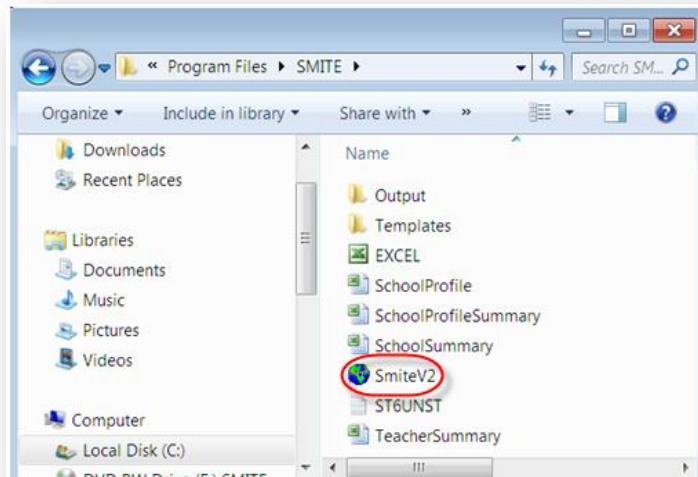 « Program Files ▸ SMITE ▸
Search SM...
Organize Include in library Share with »
Downloads
Recent Places
Libraries
Documents
Music
Pictures
Videos
Computer
Local Disk (C:)
Name
Output
Templates
EXCEL
SchoolProfile
SchoolProfileSummary
SchoolSummary
SmiteV2
ST6UNST
TeacherSummary